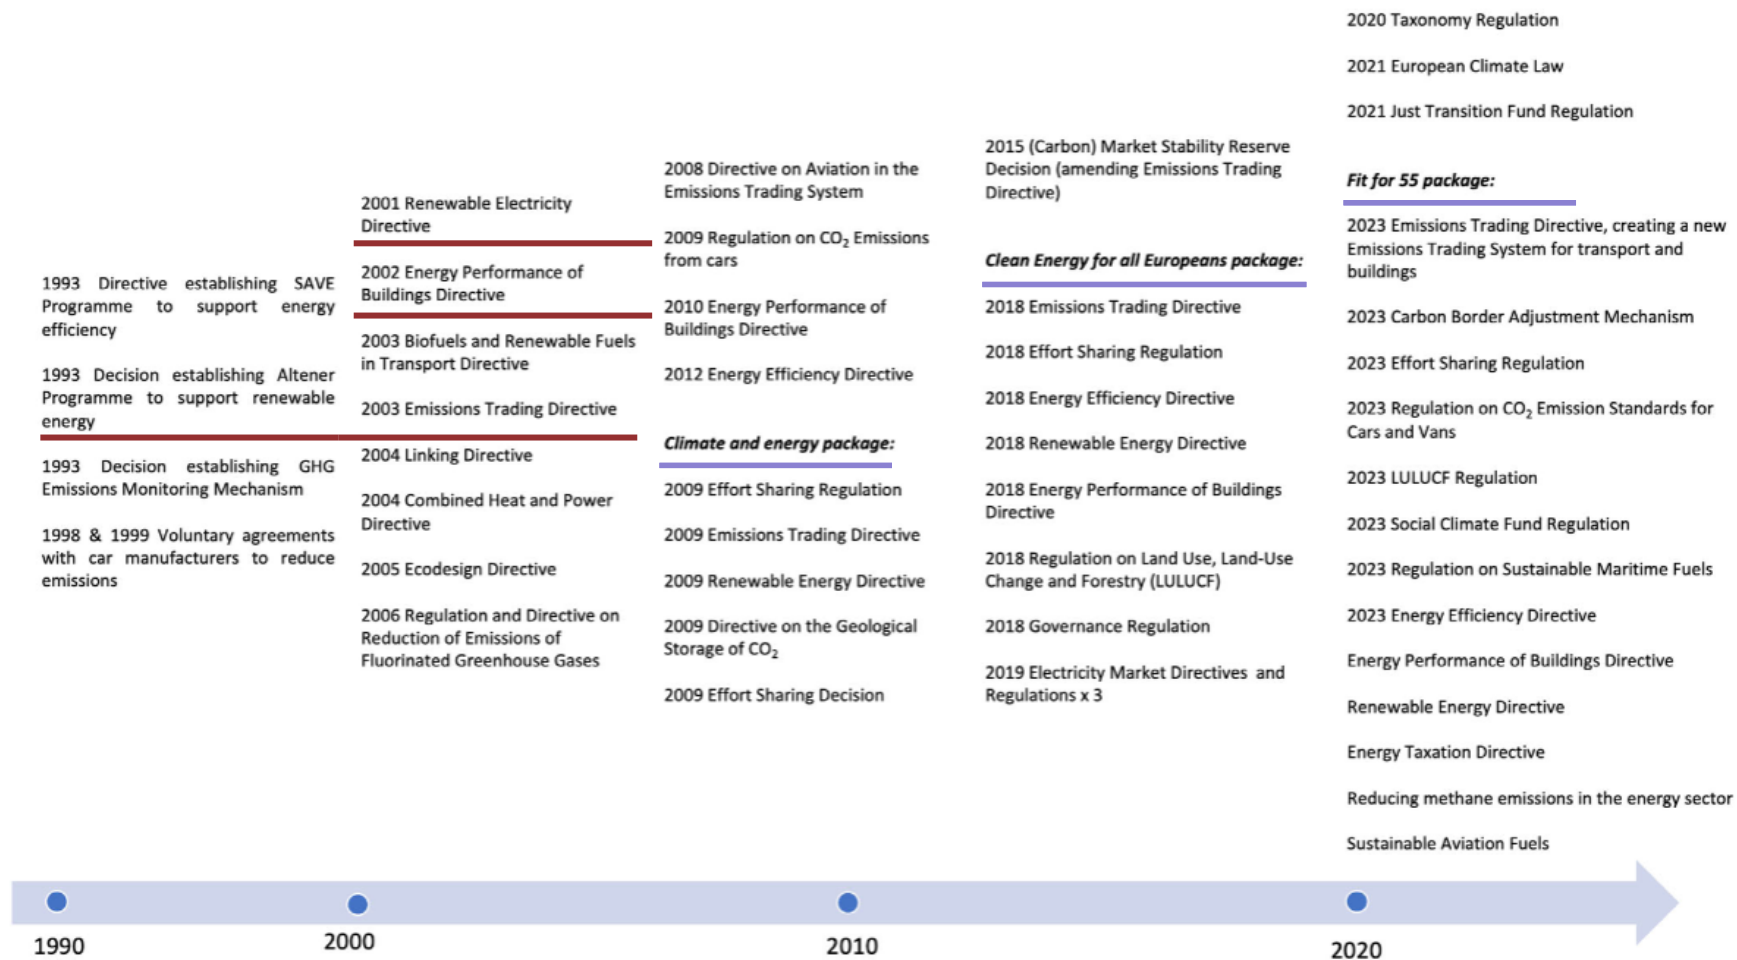 1993 Directive establishing SAVE
Programme to support energy
efficiency
1993 Decision establishing Altener
Programme to support renewable
energy
1993 Decision establishing GHG
Emissions Monitoring Mechanism
1998 & 1999 Voluntary agreements
with car manufacturers to reduce
emissions
2001 Renewable Electricity
Directive
2002 Energy Performance of
Buildings Directive
2003 Biofuels and Renewable Fuels
in Transport Directive
2003 Emissions Trading Directive
2004 Linking Directive
2004 Combined Heat and Power
Directive
2005 Ecodesign Directive
2006 Regulation and Directive on
Reduction of Emissions of
Fluorinated Greenhouse Gases
2008 Directive on Aviation in the
Emissions Trading System
2009 Regulation on CO₂ Emissions
from cars
2010 Energy Performance of
Buildings Directive
2012 Energy Efficiency Directive
Climate and energy package:
2009 Effort Sharing Regulation
2009 Emissions Trading Directive
2009 Renewable Energy Directive
2009 Directive on the Geological
Storage of CO₂
2009 Effort Sharing Decision
2015 (Carbon) Market Stability Reserve
Decision (amending Emissions Trading
Directive)
Clean Energy for all Europeans package:
2018 Emissions Trading Directive
2018 Effort Sharing Regulation
2018 Energy Efficiency Directive
2018 Renewable Energy Directive
2018 Energy Performance of Buildings
Directive
2018 Regulation on Land Use, Land-Use
Change and Forestry (LULUCF)
2018 Governance Regulation
2019 Electricity Market Directives and
Regulations x 3
2020 Taxonomy Regulation
2021 European Climate Law
2021 Just Transition Fund Regulation
Fit for 55 package:
2023 Emissions Trading Directive, creating a new
Emissions Trading System for transport and
buildings
2023 Carbon Border Adjustment Mechanism
2023 Effort Sharing Regulation
2023 Regulation on CO₂ Emission Standards for
Cars and Vans
2023 LULUCF Regulation
2023 Social Climate Fund Regulation
2023 Regulation on Sustainable Maritime Fuels
2023 Energy Efficiency Directive
Energy Performance of Buildings Directive
Renewable Energy Directive
Energy Taxation Directive
Reducing methane emissions in the energy sector
Sustainable Aviation Fuels
1990
2000
2010
2020